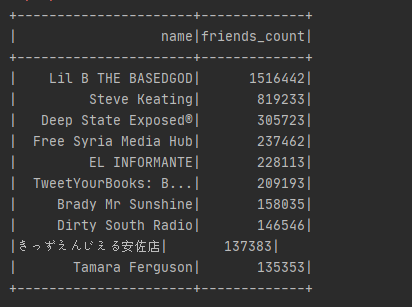 +--------------------+-------------+
|                name|friends_count|
+--------------------+-------------+
|   Lil B THE BASEDGOD|      1516442|
|       Steve Keating|       819233|
| Deep State Exposed®|       305723|
|Free Syria Media Hub|       237462|
|       EL INFORMANTE|       228113|
|TweetYourBooks: B...|       209193|
|   Brady Mr Sunshine|       158035|
|   Dirty South Radio|       146546|
|きっずえんじぇる安佐店|       137383|
|     Tamara Ferguson|       135353|
+--------------------+-------------+